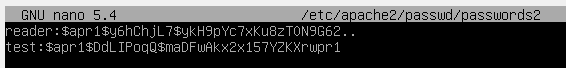 GNU nano 5.4 /etc/apache2/passwd/passwords2
reader:$apr1$y6hChjL7$ykH9pYc7xKu8zT0N9G62..
test:$apr1$DdLIPoqQ$maDFwAkx2x157YZKXrwpr1